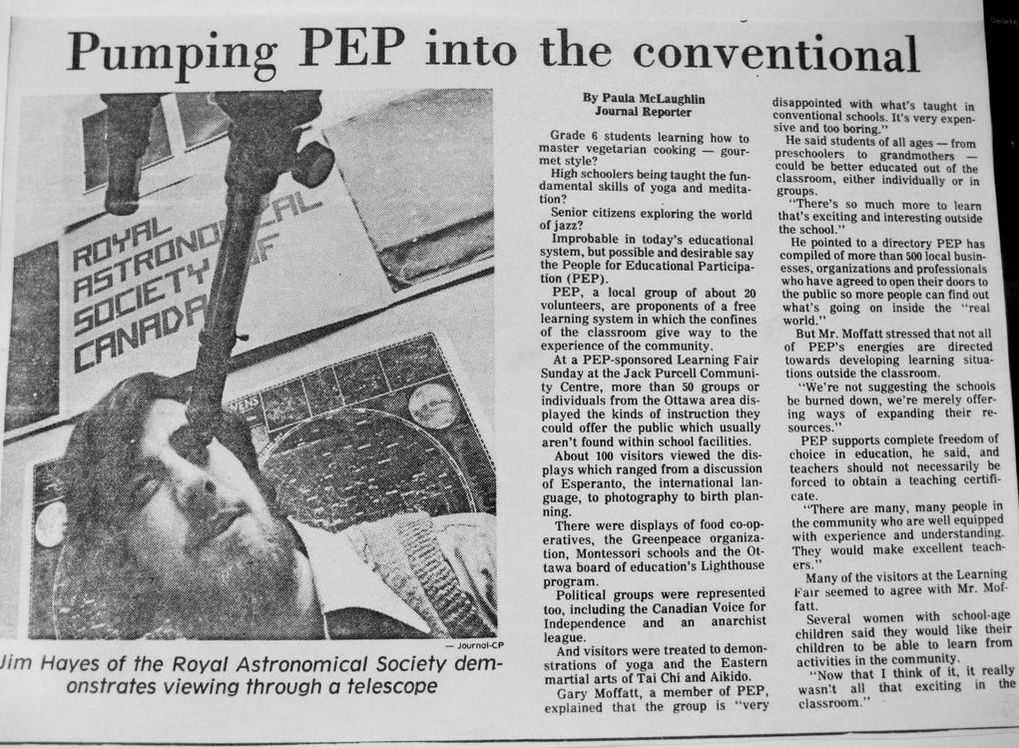 Pumping PEP into the conventional
ROYAL
ASTRONOMICAL
SOCIETY OF
CANADA
— Journal-CP
Jim Hayes of the Royal Astronomical Society dem-
onstrates viewing through a telescope
By Paula McLaughlin
Journal Reporter
Grade 6 students learning how to
master vegetarian cooking — gour-
met style?
High schoolers being taught the fun-
damental skills of yoga and medita-
tion?
Senior citizens exploring the world
of jazz?
Improbable in today's educational
system, but possible and desirable say
the People for Educational Participa-
tion (PEP).
PEP, a local group of about 20
volunteers, are proponents of a free
learning system in which the confines
of the classroom give way to the
experience of the community.
At a PEP-sponsored Learning Fair
Sunday at the Jack Purcell Communi-
ty Centre, more than 50 groups or
individuals from the Ottawa area dis-
played the kinds of instruction they
could offer the public which usually
aren't found within school facilities.
About 100 visitors viewed the dis-
plays which ranged from a discussion
of Esperanto, the international lan-
guage, to photography to birth plan-
ning.
There were displays of food co-op-
eratives, the Greenpeace organiza-
tion, Montessori schools and the Ot-
tawa board of education's Lighthouse
program.
Political groups were represented
too, including the Canadian Voice for
Independence and an anarchist
league.
And visitors were treated to demon-
strations of yoga and the Eastern
martial arts of Tai Chi and Aikido.
Gary Moffatt, a member of PEP,
explained that the group is "very
disappointed with what's taught in
conventional schools. It's very expen-
sive and too boring."
He said students of all ages — from
preschoolers to grandmothers —
could be better educated out of the
classroom, either individually or in
groups.
"There's so much more to learn
that's exciting and interesting outside
the school."
He pointed to a directory PEP has
compiled of more than 500 local busin-
esses, organizations and professionals
who have agreed to open their doors to
the public so more people can find out
what's going on inside the "real
world."
But Mr. Moffatt stressed that not all
of PEP's energies are directed
towards developing learning situa-
tions outside the classroom.
"We're not suggesting the schools
be burned down, we're merely offer-
ing ways of expanding their re-
sources."
PEP supports complete freedom of
choice in education, he said, and
teachers should not necessarily be
forced to obtain a teaching certifi-
cate.
"There are many, many people in
the community who are well equipped
with experience and understanding.
They would make excellent teach-
ers."
Many of the visitors at the Learning
Fair seemed to agree with Mr. Mof-
fatt.
Several women with school-age
children said they would like their
children to be able to learn from
activities in the community.
"Now that I think of it, it really
wasn't all that exciting in the
classroom."